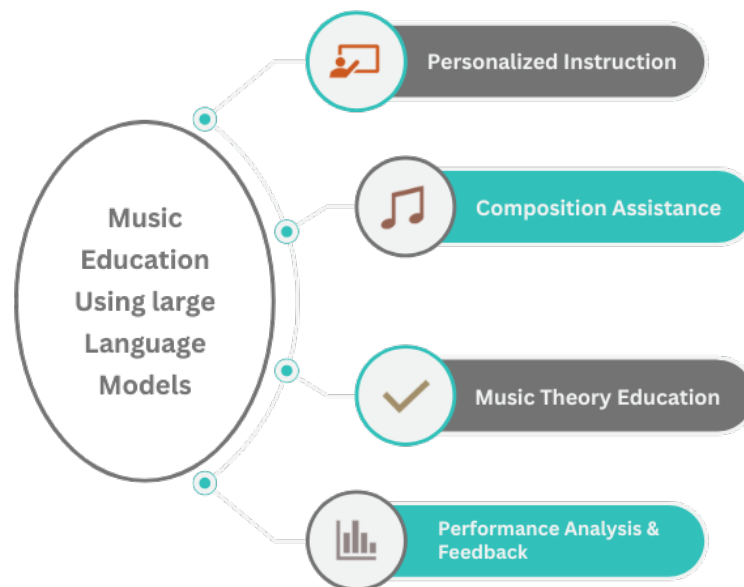 Music
Education
Using large
Language
Models
Personalized Instruction
Composition Assistance
Music Theory Education
Performance Analysis &
Feedback